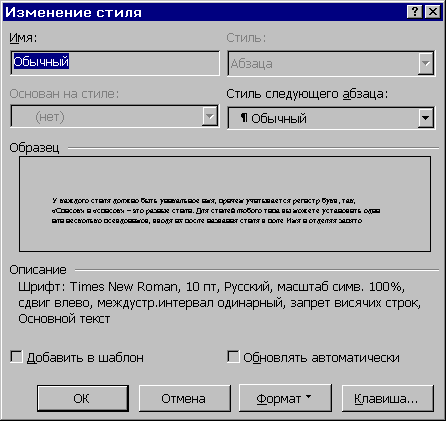 Изменение стиля
Имя: Стиль:
Обычный Абзаца
Основан на стиле: Стиль следующего абзаца:
(нет) ¶ Обычный
Образец
У каждого стиля должно быть уникальное имя, причем учитывается регистр букв, так,
«Список» и «список» – это разные стили. Для стилей любого типа вы можете установить один
или несколько псевдонимов, вводя их после названия стиля в поле Имя и отделяя запято
Описание
Шрифт: Times New Roman, 10 пт, Русский, масштаб симв. 100%,
сдвиг влево, междустр.интервал одинарный, запрет висячих строк,
Основной текст
Добавить в шаблон Обновлять автоматически
ОК Отмена Формат Клавиша...